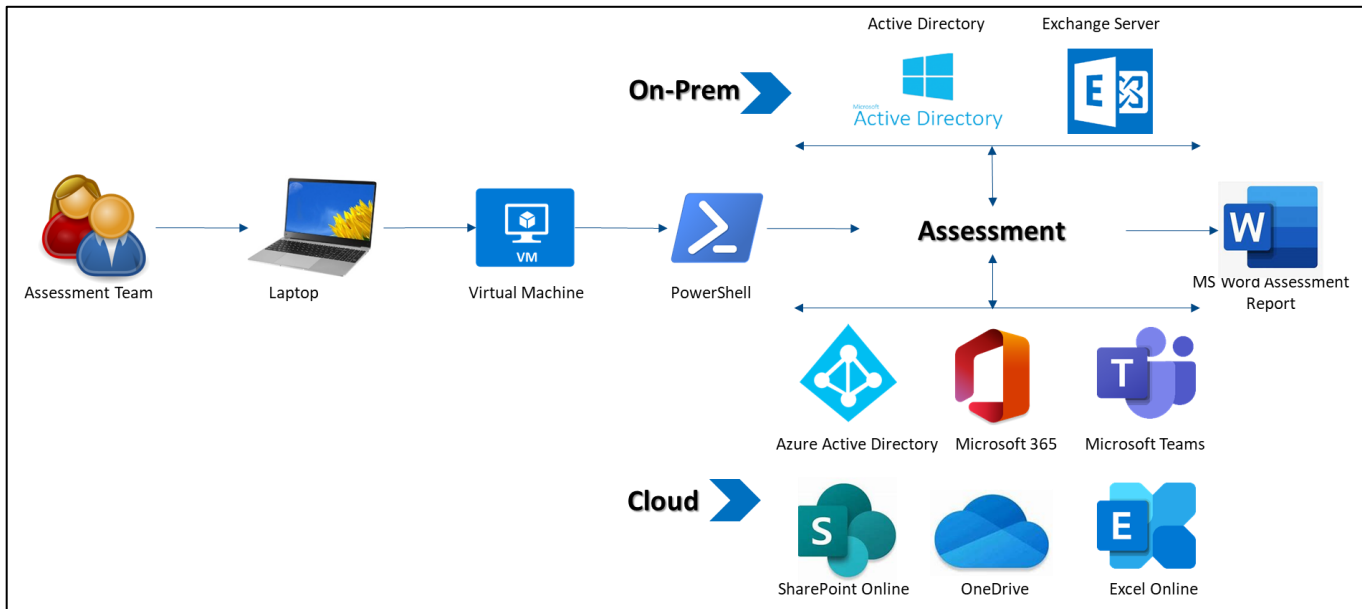 Active Directory
Exchange Server
On-Prem
Microsoft
Active Directory
E
Assessment Team
Laptop
VM
Virtual Machine
PowerShell
Assessment
W
MS Word Assessment
Report
T
Azure Active Directory
Microsoft 365
Microsoft Teams
Cloud
S
E
SharePoint Online
OneDrive
Excel Online